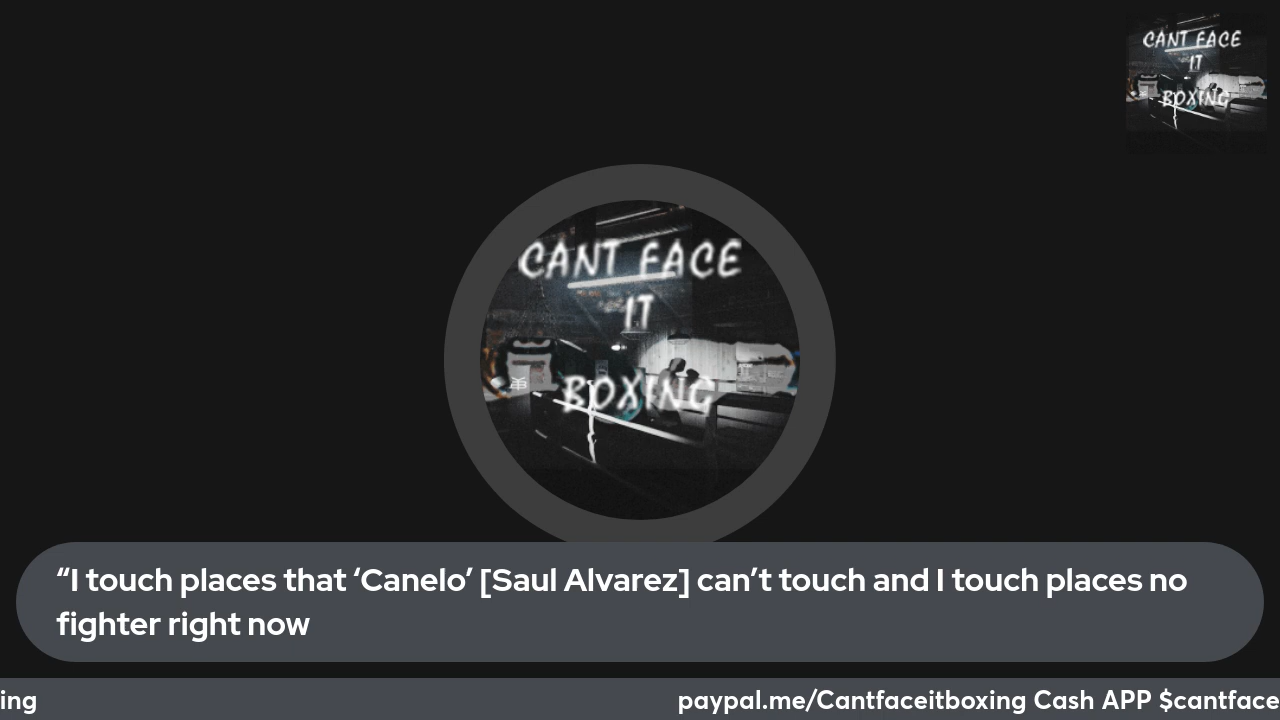 CANT FACE
IT
BOXING
CANT FACE
IT
BOXING
“I touch places that ‘Canelo’ [Saul Alvarez] can’t touch and I touch places no
fighter right now
ing
paypal.me/Cantfaceitboxing Cash APP $cantface